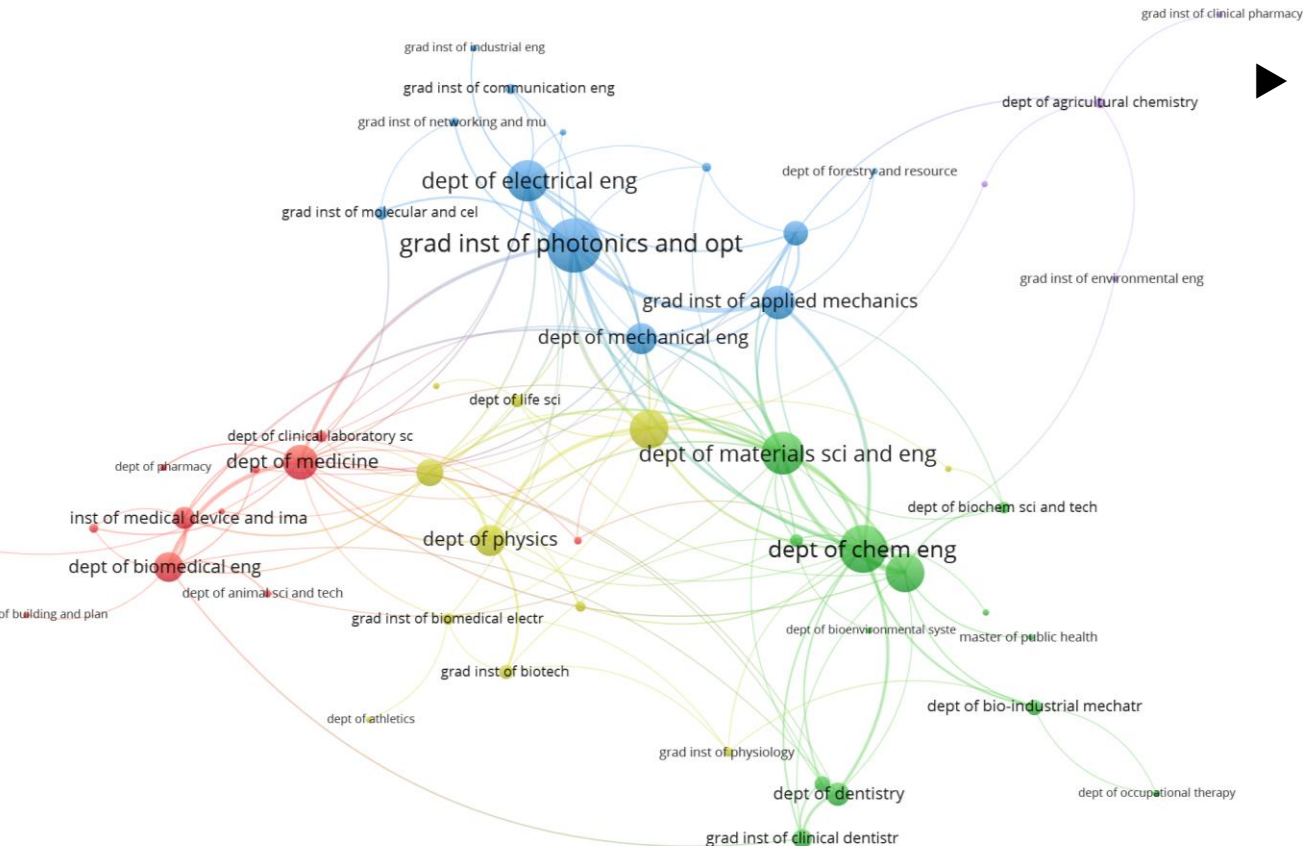 grad inst of clinical pharmacy
grad inst of industrial eng
grad inst of communication eng
dept of agricultural chemistry
grad inst of networking and mu
dept of forestry and resource
dept of electrical eng
grad inst of molecular and cel
grad inst of photonics and opt
grad inst of environmental eng
grad inst of applied mechanics
dept of mechanical eng
dept of life sci
dept of clinical laboratory sc
dept of materials sci and eng
dept of medicine
dept of pharmacy
dept of biochem sci and tech
inst of medical device and ima
dept of physics
dept of chem eng
dept of biomedical eng
dept of animal sci and tech
of building and plan
grad inst of biomedical electr
dept of bioenvironmental syste
master of public health
grad inst of biotech
dept of bio-industrial mechatr
dept of athletics
grad inst of physiology
dept of dentistry
dept of occupational therapy
grad inst of clinical dentistr